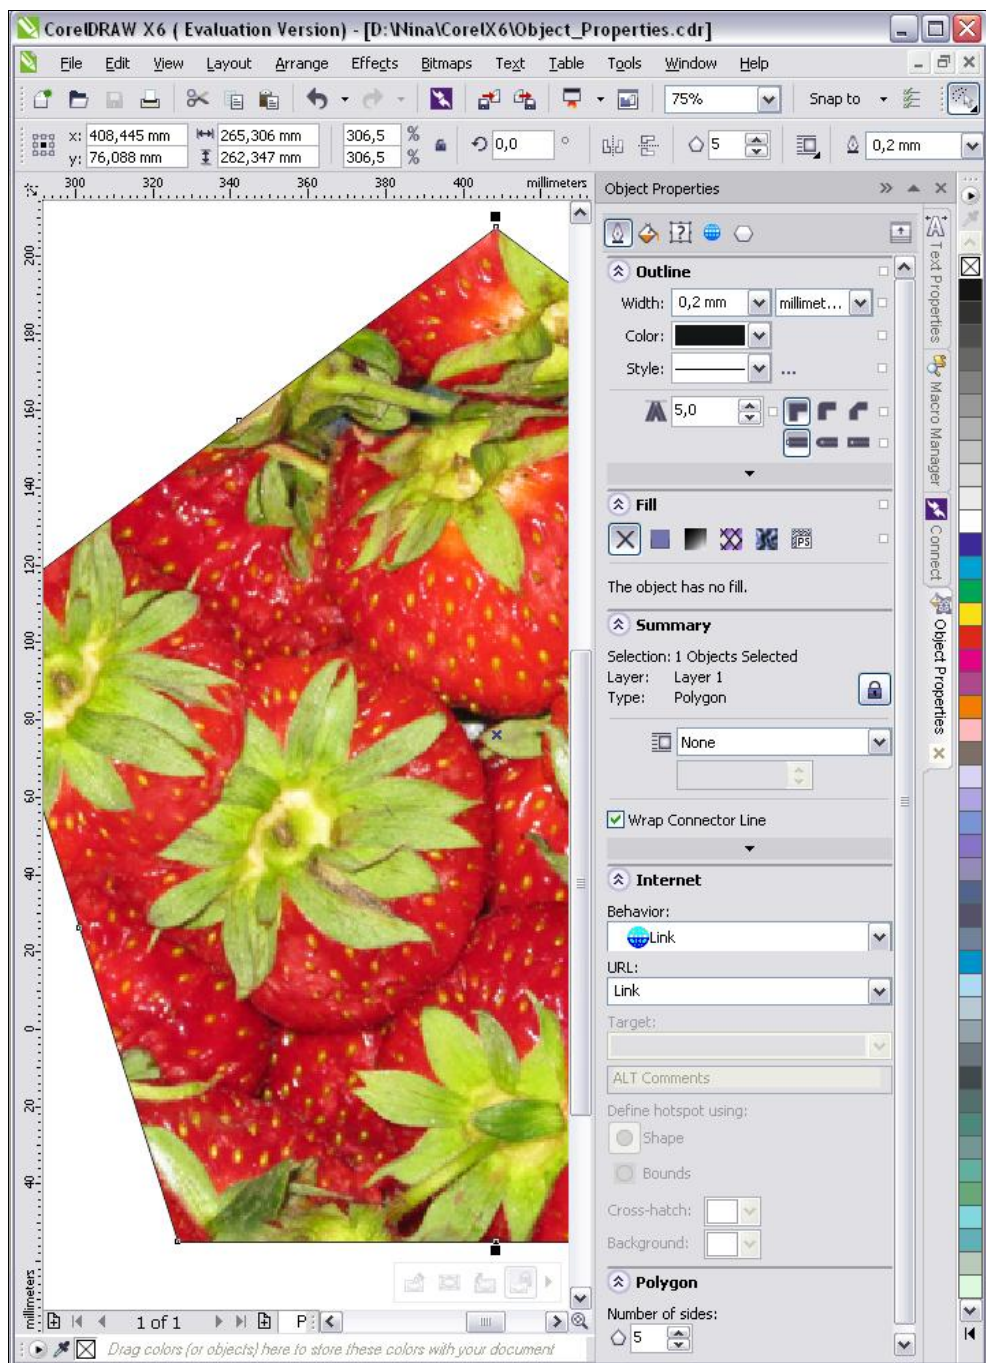 CorelDRAW X6 ( Evaluation Version) - [D:\Nina\CorelX6\Object_Properties.cdr]
File Edit View Layout Arrange Effects Bitmaps Text Table Tools Window Help
75% Snap to
x: 408,445 mm 265,306 mm 306,5 % 0,0 ° 5 0,2 mm
y: 76,088 mm 262,347 mm 306,5 %
300 320 340 360 380 400 millimeters
200
180
160
140
120
100
80
60
40
20
0
20
40
millimeters
Object Properties
Outline
Width: 0,2 mm millimet...
Color:
Style: ...
5,0
Fill
PS
The object has no fill.
Summary
Selection: 1 Objects Selected
Layer: Layer 1
Type: Polygon
None
Wrap Connector Line
Internet
Behavior:
Link
URL:
Link
Target:
ALT Comments
Define hotspot using:
Shape
Bounds
Cross-hatch:
Background:
Polygon
Number of sides:
5
Text Properties
Macro Manager
Connect
Object Properties
1 of 1 P
Drag colors (or objects) here to store these colors with your document